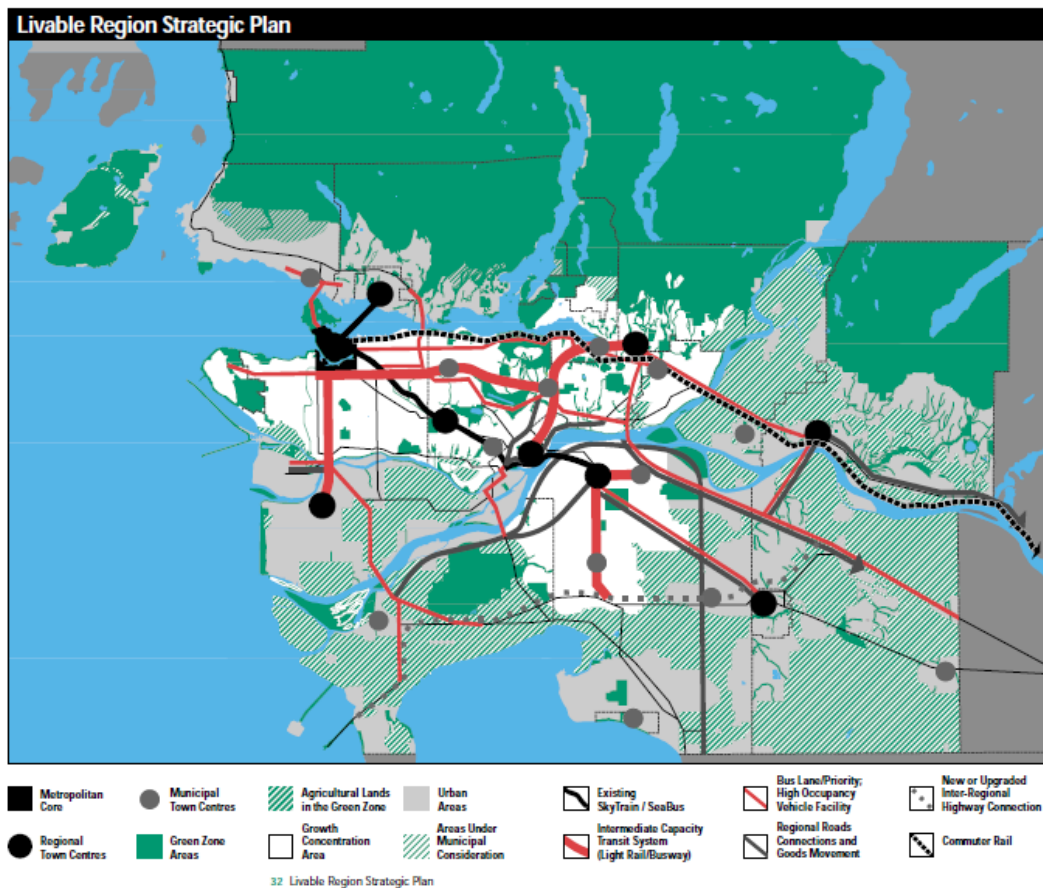 Livable Region Strategic Plan
Metropolitan
Core
Municipal
Town Centres
Agricultural Lands
in the Green Zone
Urban
Areas
Existing
SkyTrain / SeaBus
Bus Lane/Priority;
High Occupancy
Vehicle Facility
New or Upgraded
Inter-Regional
Highway Connection
Regional
Town Centres
Green Zone
Areas
Growth
Concentration
Area
Areas Under
Municipal
Consideration
Intermediate Capacity
Transit System
(Light Rail/Busway)
Regional Roads
Connections and
Goods Movement
Commuter Rail
32 Livable Region Strategic Plan